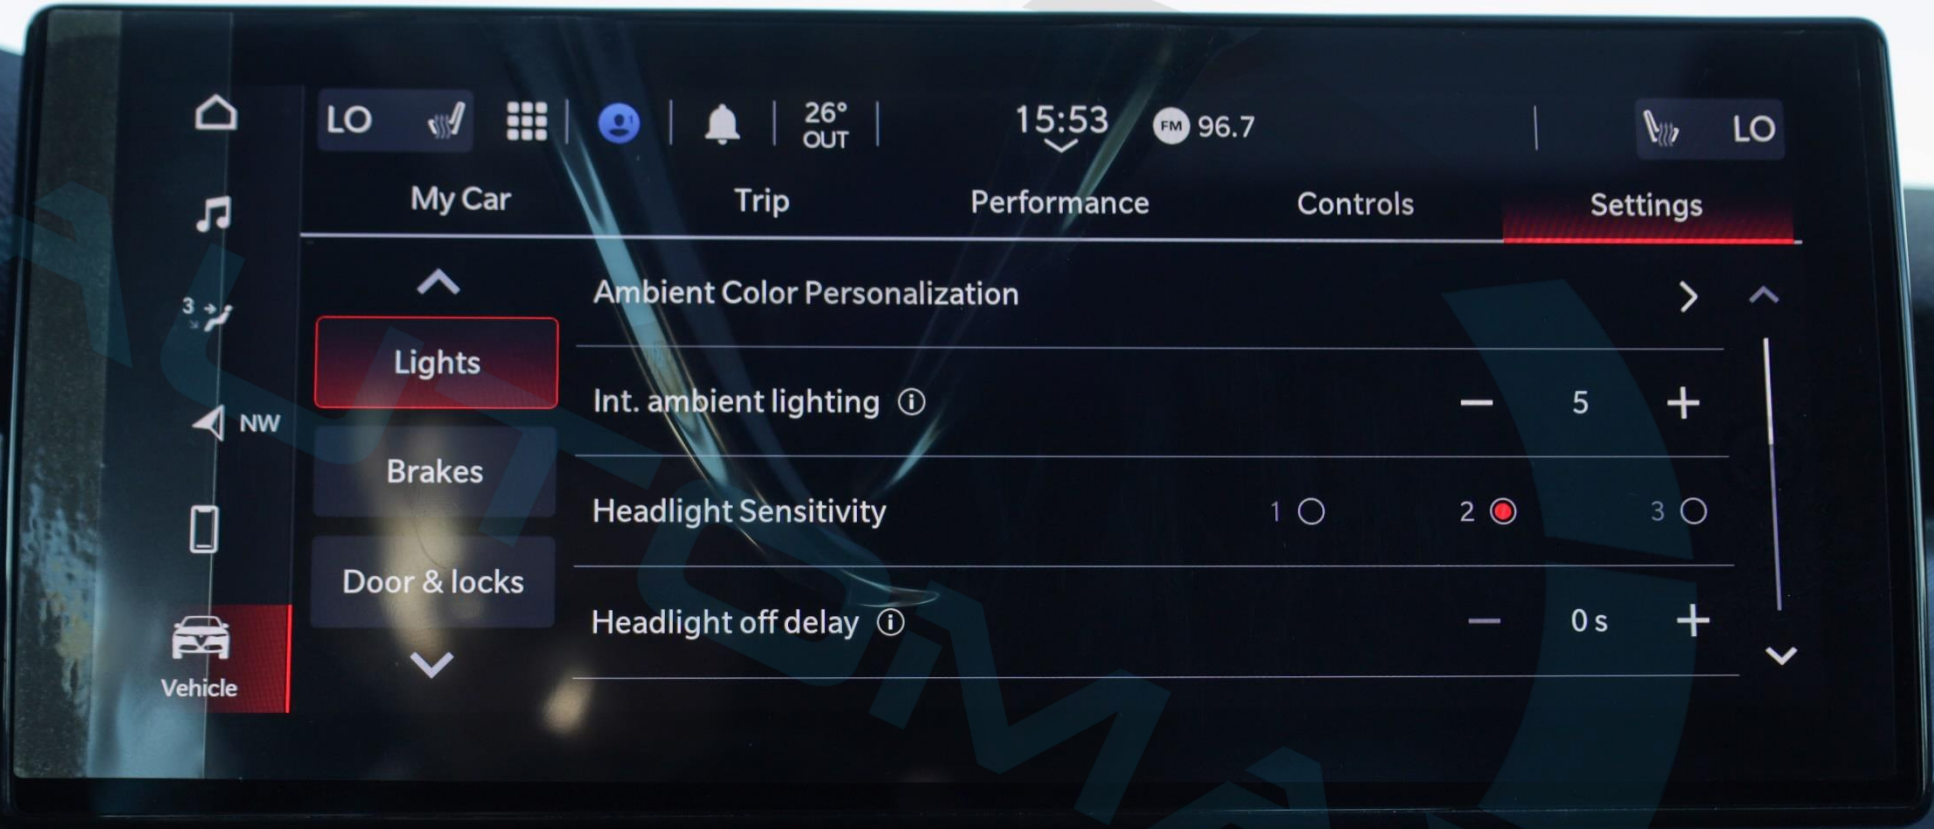 LO
26°
OUT
15:53
FM 96.7
LO
My Car
Trip
Performance
Controls
Settings
3
NW
Vehicle
Lights
Brakes
Door & locks
Ambient Color Personalization
Int. ambient lighting i
- 5 +
Headlight Sensitivity
1 2 3
Headlight off delay i
- 0 s +
AUTOMA